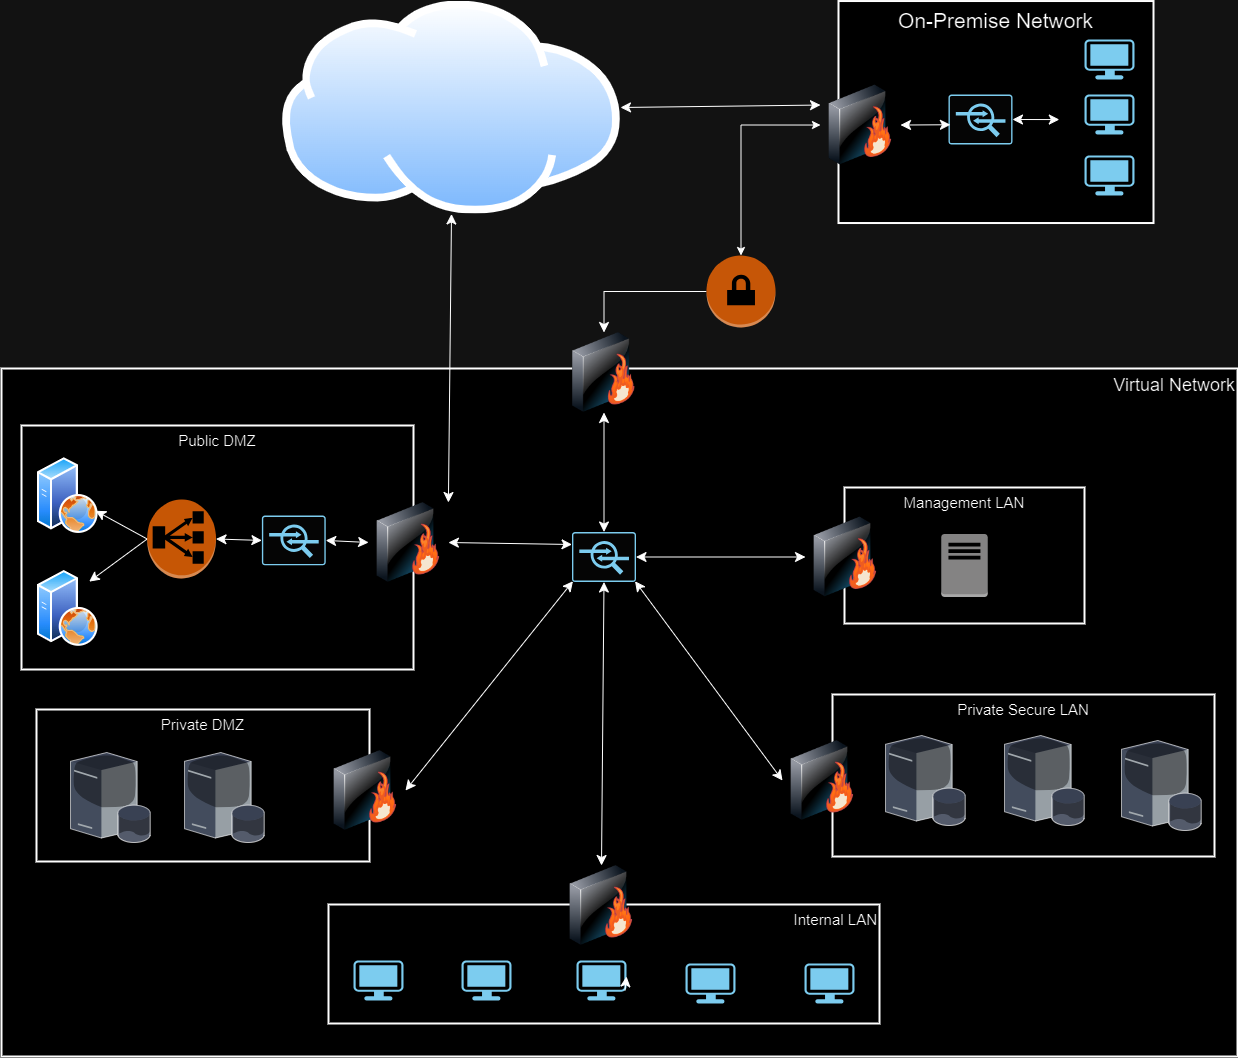 On-Premise Network
Virtual Network
Public DMZ
Management LAN
Private DMZ
Private Secure LAN
Internal LAN